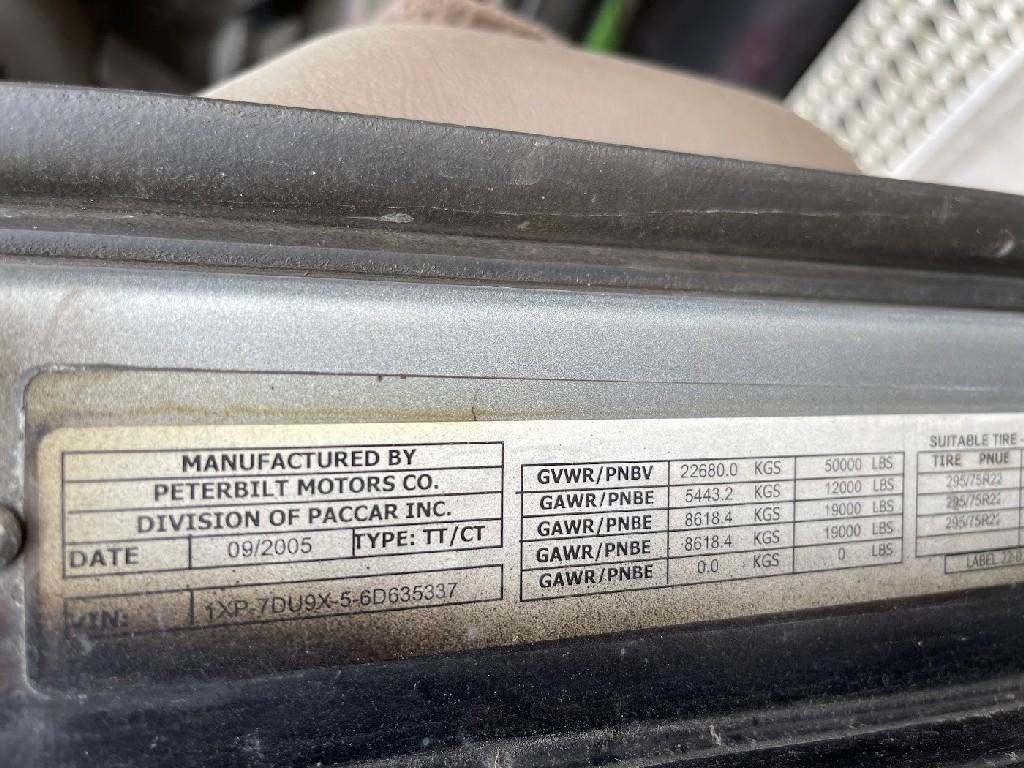 MANUFACTURED BY
PETERBILT MOTORS CO.
DIVISION OF PACCAR INC.
DATE 09/2005 TYPE: TT/CT
VIN: 1XP-7DU9X-5-6D635337
GVWR/PNBV 22680.0 KGS 50000 LBS
GAWR/PNBE 5443.2 KGS 12000 LBS
GAWR/PNBE 8618.4 KGS 19000 LBS
GAWR/PNBE 8618.4 KGS 19000 LBS
GAWR/PNBE 0.0 KGS 0 LBS
SUITABLE TIRE -
TIRE PNUE
295/75R22
295/75R22
295/75R22
LABEL 22-0